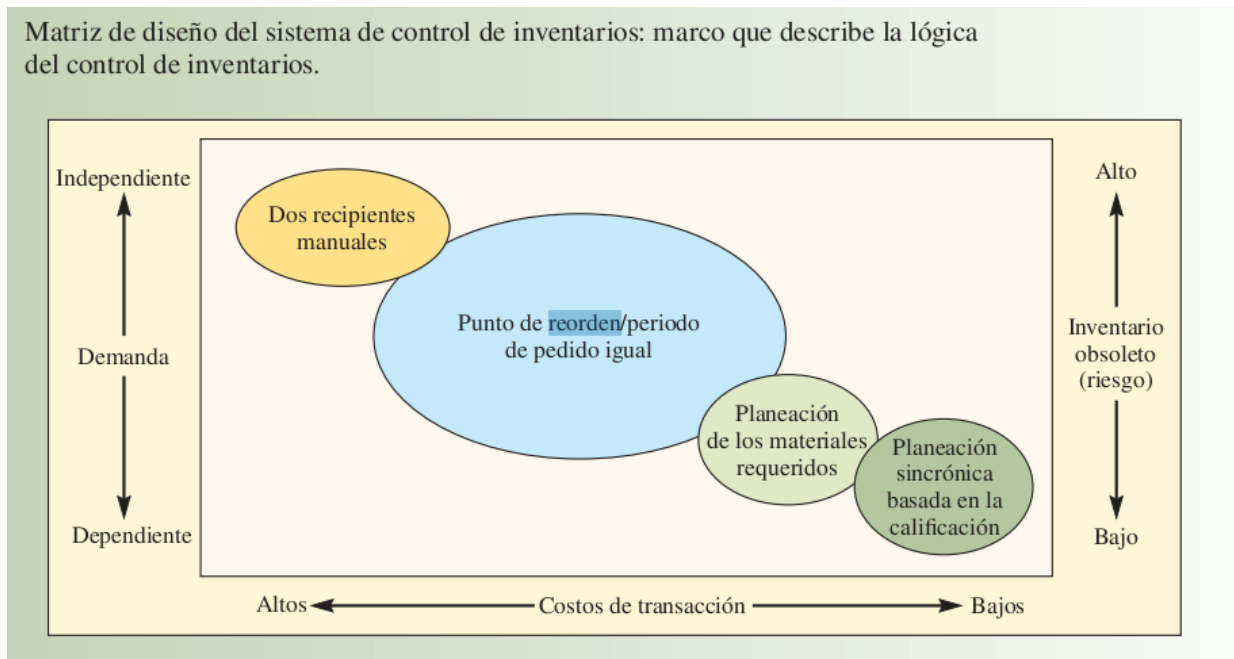 Matriz de diseño del sistema de control de inventarios: marco que describe la lógica
del control de inventarios.
Independiente
Demanda
Dependiente
Dos recipientes
manuales
Punto de reorden/periodo
de pedido igual
Planeación
de los materiales
requeridos
Planeación
sincrónica
basada en la
calificación
Alto
Inventario
obsoleto
(riesgo)
Bajo
Altos
Costos de transacción
Bajos